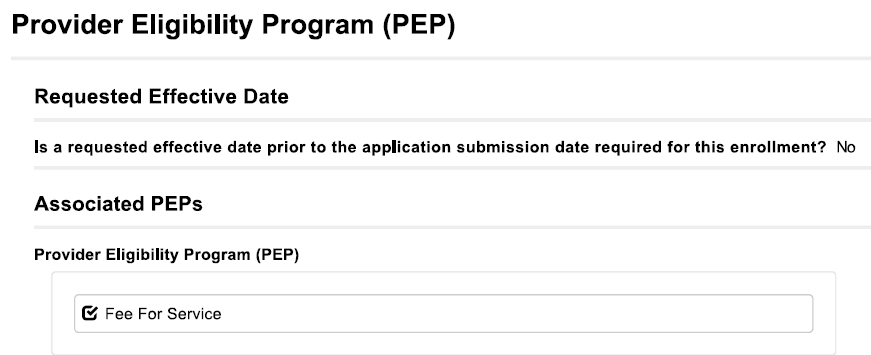 Provider Eligibility Program (PEP)
Requested Effective Date
Is a requested effective date prior to the application submission date required for this enrollment? No
Associated PEPs
Provider Eligibility Program (PEP)
Fee For Service